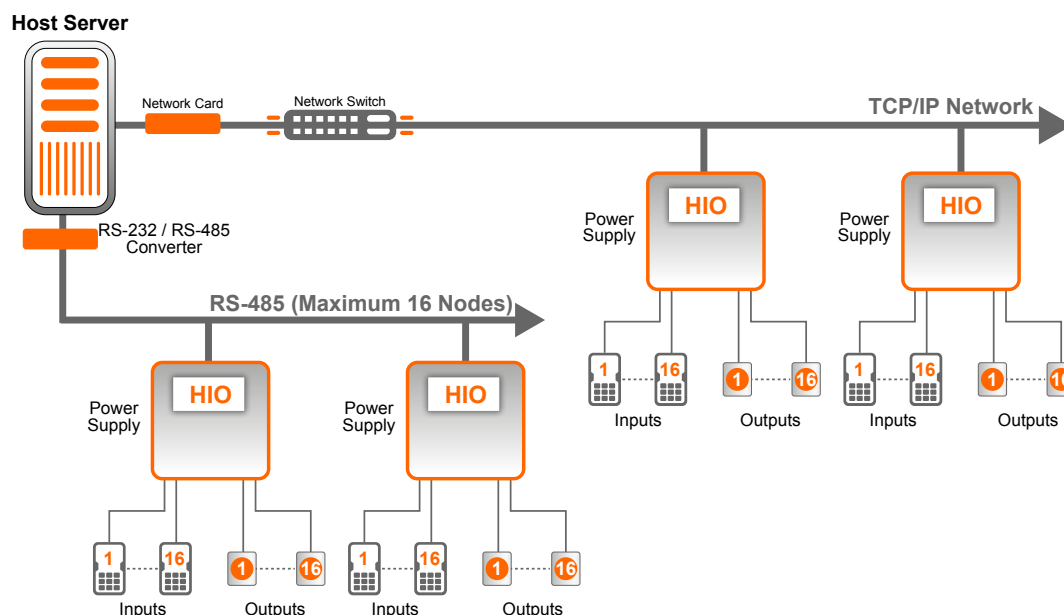 Host Server
Network Card
Network Switch
TCP/IP Network
HIO
Power
Supply
HIO
Power
Supply
RS-232 / RS-485
Converter
1
16
1
16
Inputs
Outputs
1
16
1
16
Inputs
Outputs
RS-485 (Maximum 16 Nodes)
HIO
Power
Supply
HIO
Power
Supply
1
16
1
16
Inputs
Outputs
1
16
1
16
Inputs
Outputs